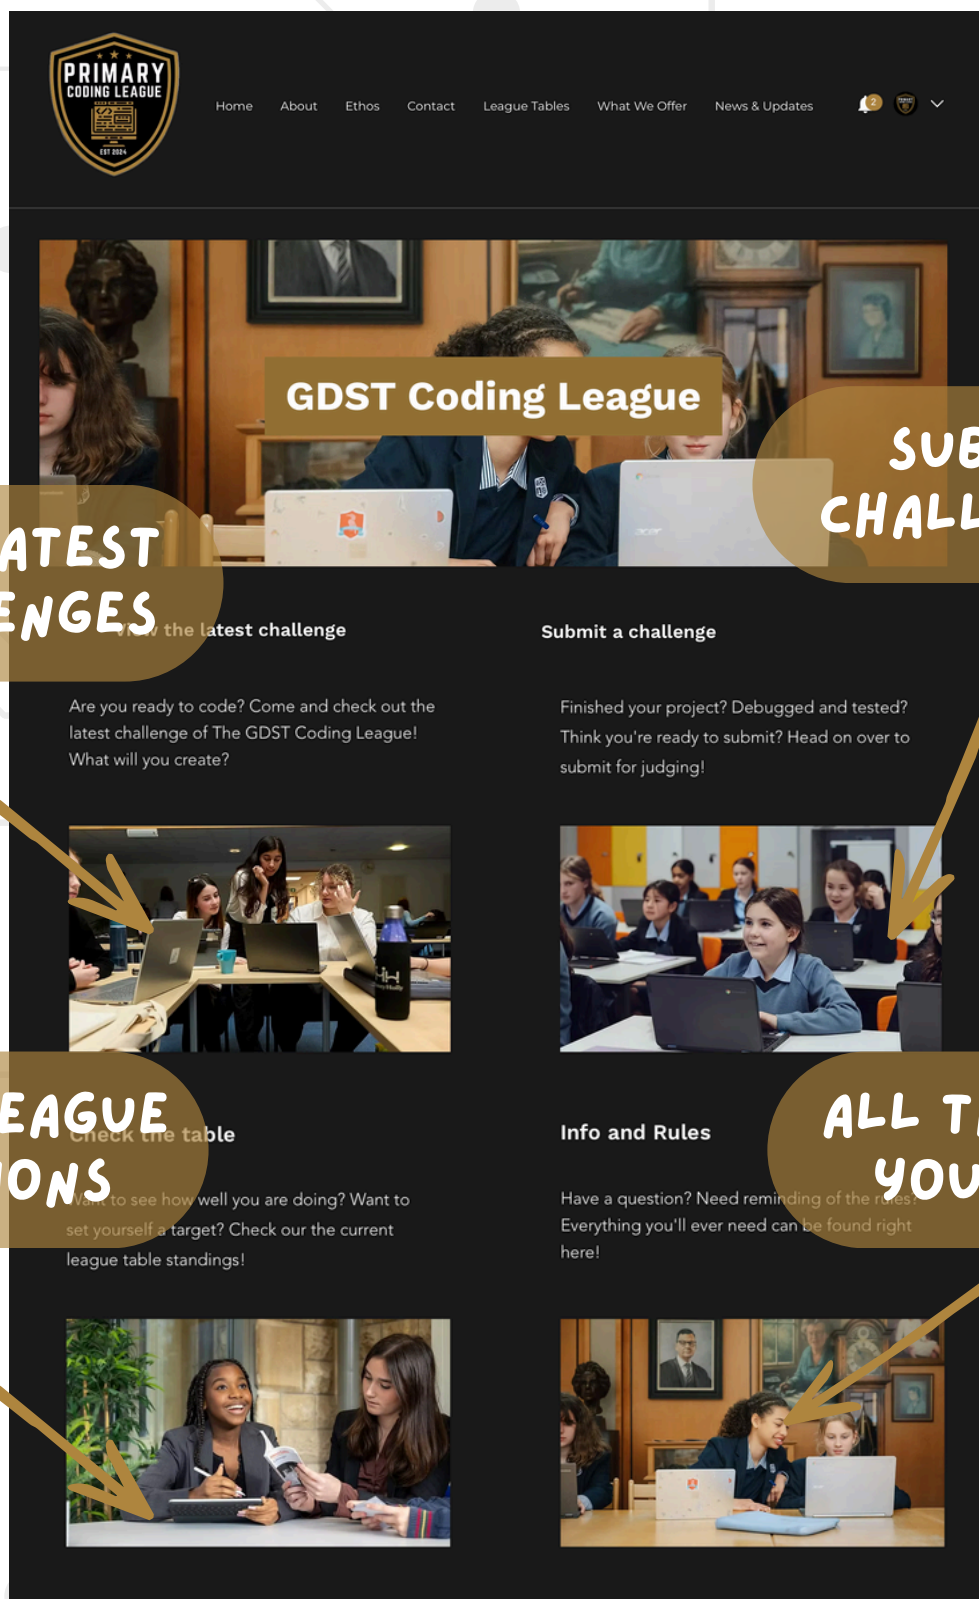 PRIMARY
CODING LEAGUE
EST 2024
Home About Ethos Contact League Tables What We Offer News & Updates
2
GDST Coding League
SUB
CHALL
ATEST
ENGES
View the latest challenge
Submit a challenge
Are you ready to code? Come and check out the
latest challenge of The GDST Coding League!
What will you create?
Finished your project? Debugged and tested?
Think you're ready to submit? Head on over to
submit for judging!
acer
EAGUE
IONS
ALL T
YOU
Check the table
Info and Rules
Want to see how well you are doing? Want to
set yourself a target? Check our the current
league table standings!
Have a question? Need reminding of the rules?
Everything you'll ever need can be found right
here!